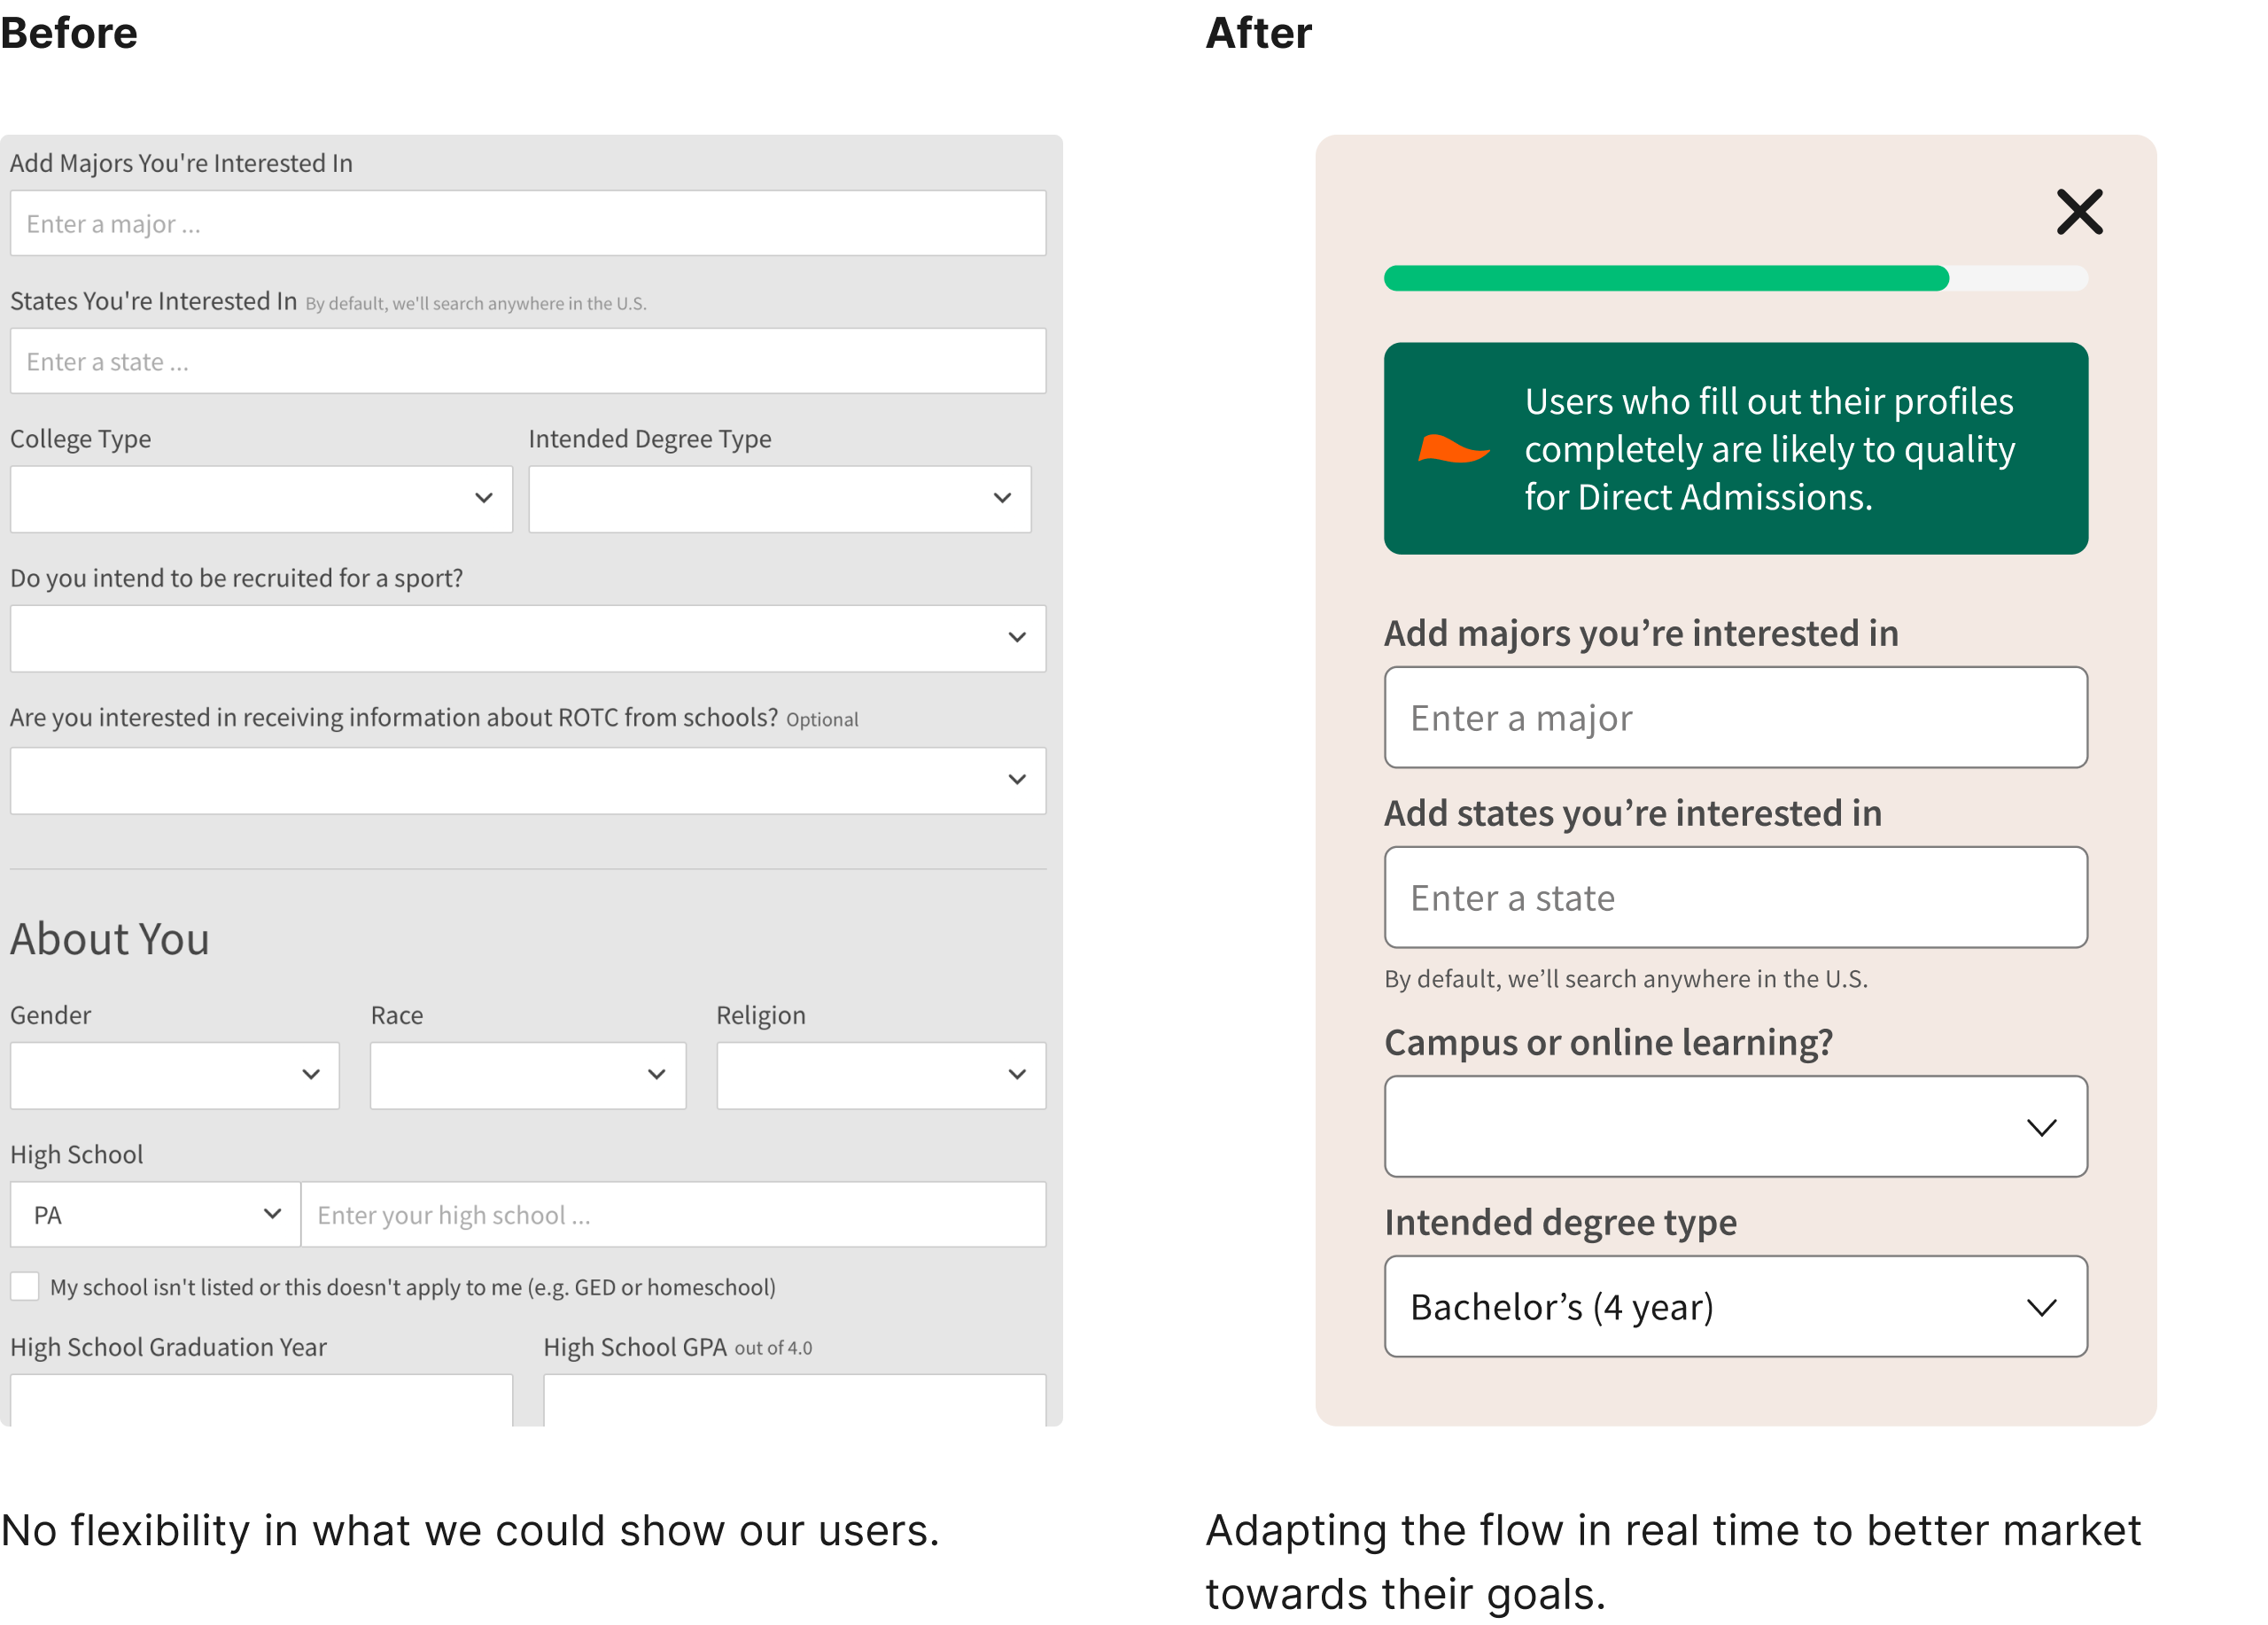 Before
Add Majors You're Interested In
Enter a major ...
States You're Interested In By default, we'll search anywhere in the U.S.
Enter a state ...
College Type
Intended Degree Type
Do you intend to be recruited for a sport?
Are you interested in receiving information about ROTC from schools? Optional
About You
Gender
Race
Religion
High School
PA
Enter your high school ...
My school isn't listed or this doesn't apply to me (e.g. GED or homeschool)
High School Graduation Year
High School GPA out of 4.0
No flexibility in what we could show our users.
After
Users who fill out their profiles
completely are likely to quality
for Direct Admissions.
Add majors you’re interested in
Enter a major
Add states you’re interested in
Enter a state
By default, we’ll search anywhere in the U.S.
Campus or online learning?
Intended degree type
Bachelor’s (4 year)
Adapting the flow in real time to better market
towards their goals.